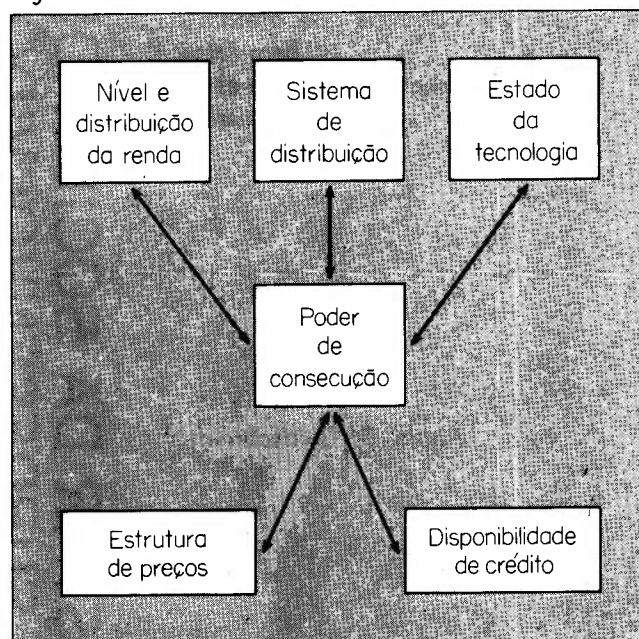 Nível e
distribuição
da renda
Sistema
de
distribuição
Estado
da
tecnologia
Poder
de
consecução
Estrutura
de preços
Disponibilidade
de crédito